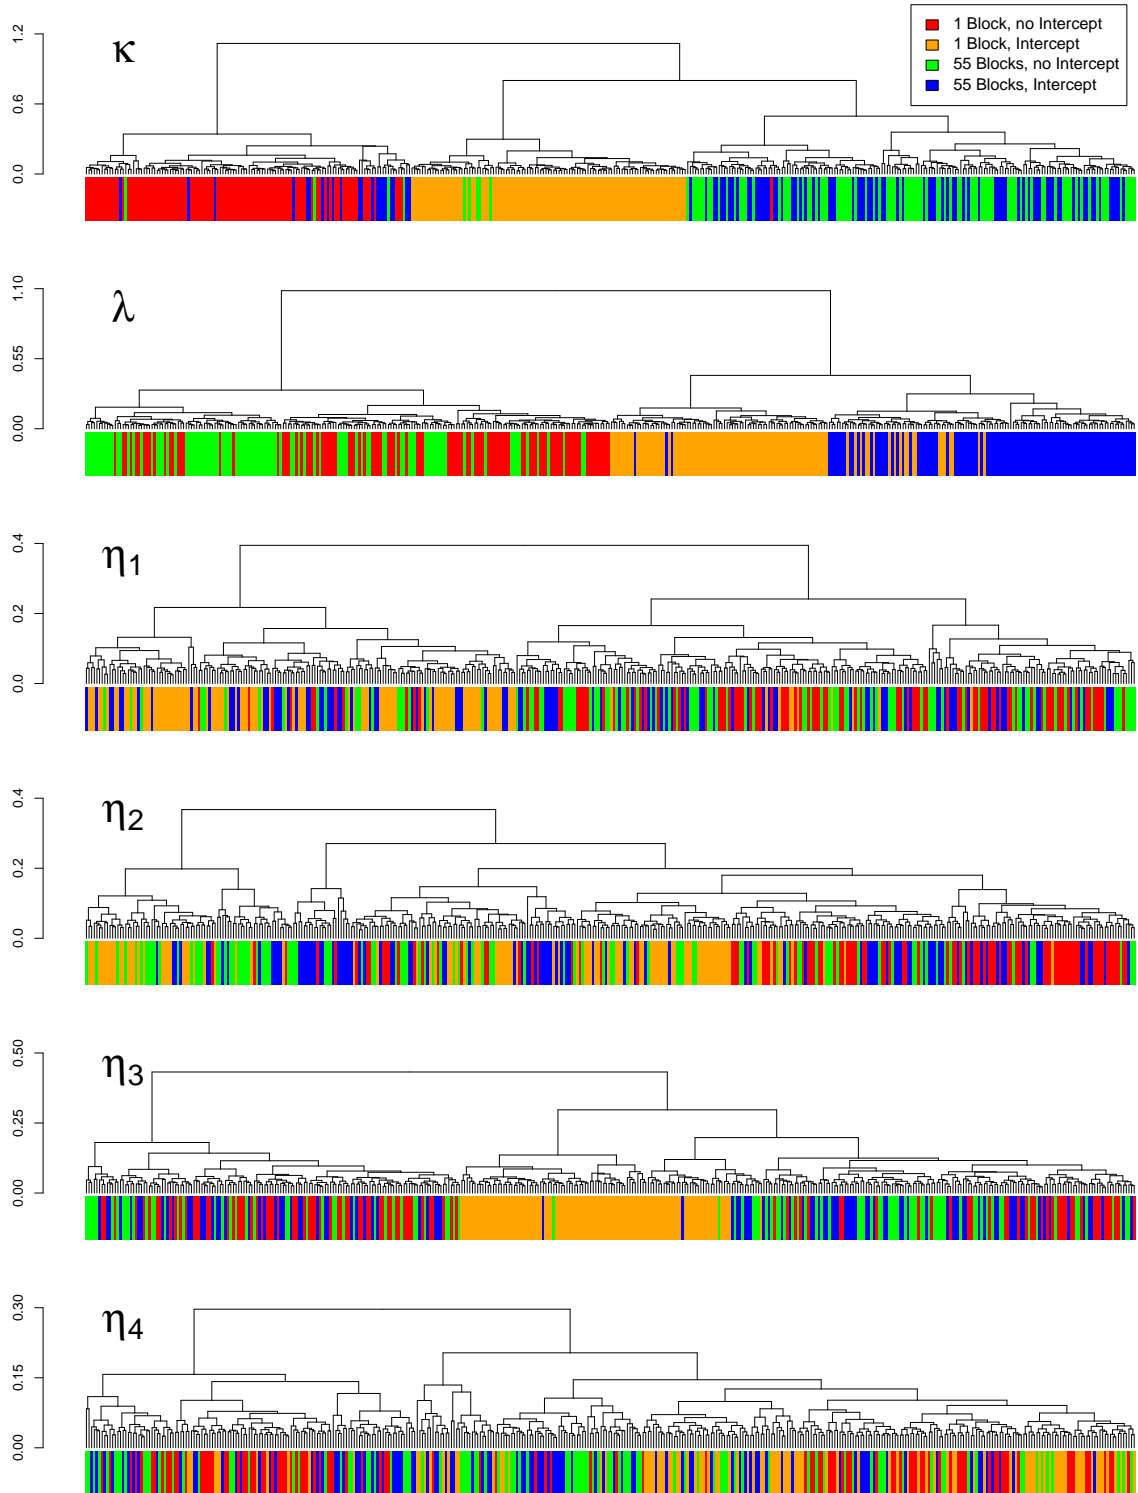 1 Block, no Intercept
1 Block, Intercept
55 Blocks, no Intercept
55 Blocks, Intercept
κ
1.2
0.6
0.0
λ
1.10
0.55
0.00
η1
0.4
0.2
0.0
η2
0.4
0.2
0.0
η3
0.50
0.25
0.00
η4
0.30
0.15
0.00